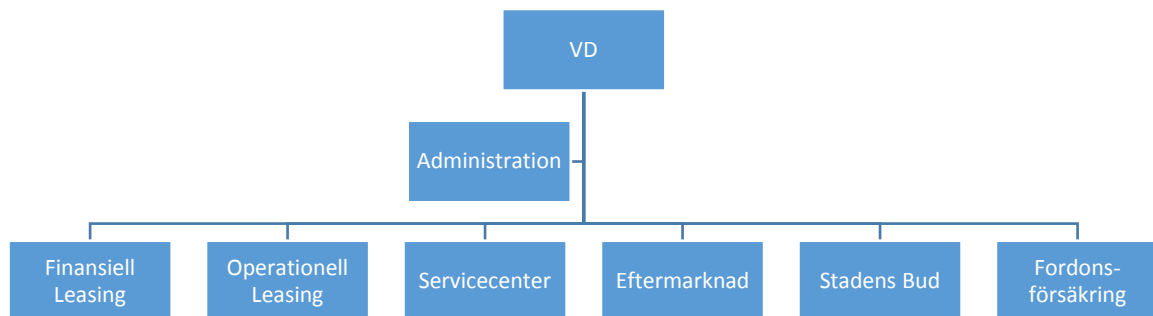 VD
Administration
Finansiell
Leasing
Operationell
Leasing
Servicecenter
Eftermarknad
Stadens Bud
Fordons-
försäkring